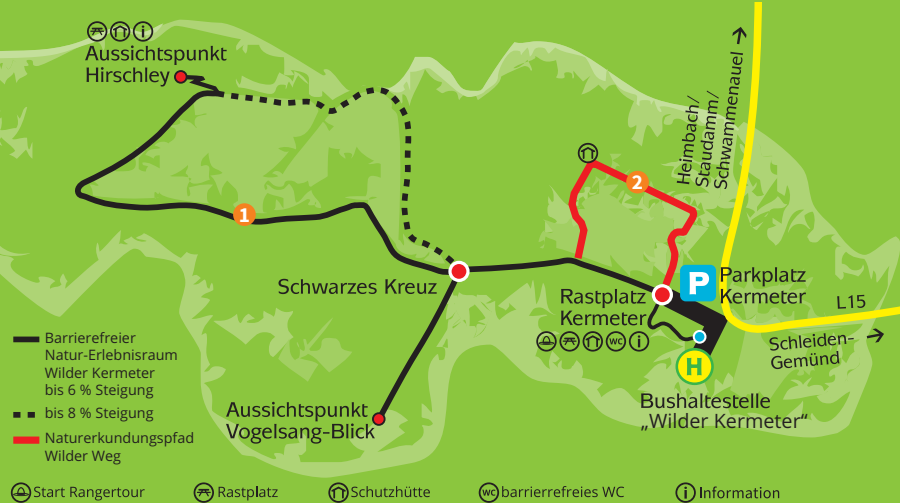 Aussichtspunkt
Hirschley
Heimbach/
Staudamm/
Schwammenauel
2
1
Schwarzes Kreuz
P
Parkplatz
Kermeter
Rastplatz
Kermeter
WC
L15
Schleiden-
Gemünd
H
Bushaltestelle
„Wilder Kermeter“
Aussichtspunkt
Vogelsang-Blick
Barrierefreier
Natur-Erlebnisraum
Wilder Kermeter
bis 6 % Steigung
bis 8 % Steigung
Naturerkundungspfad
Wilder Weg
Start Rangertour
Rastplatz
Schutzhütte
WC barrierefreies WC
i Information